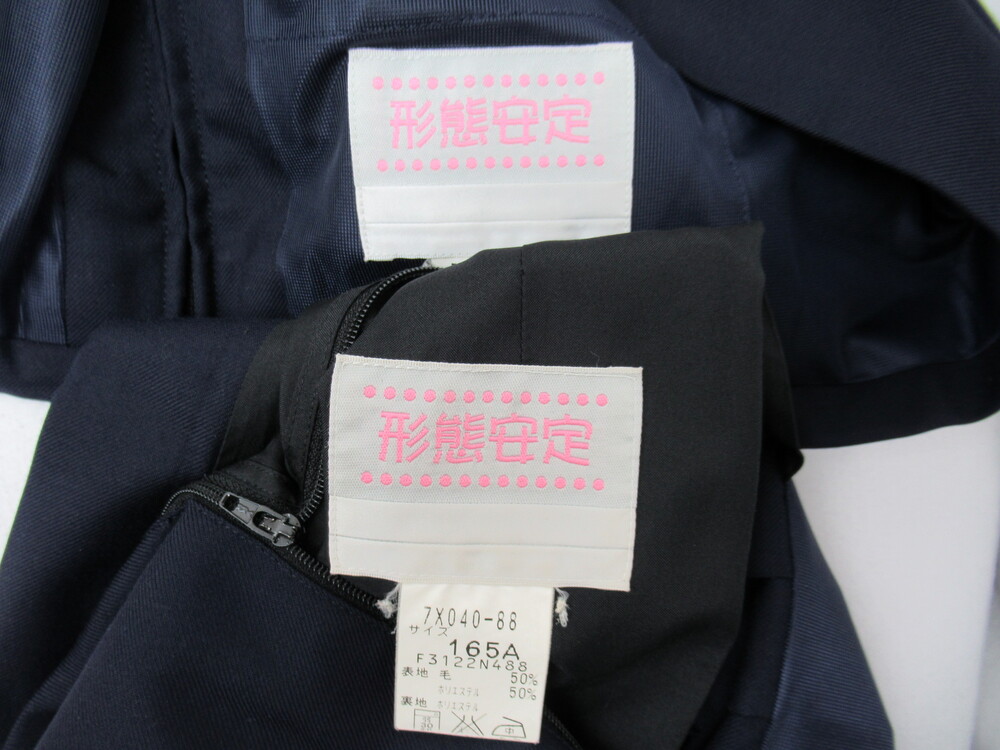 形態安定
形態安定
7X040-88
サイズ
165A
F3122N488
表地 毛 50%
ポリエステル 50%
裏地 ポリエステル
中